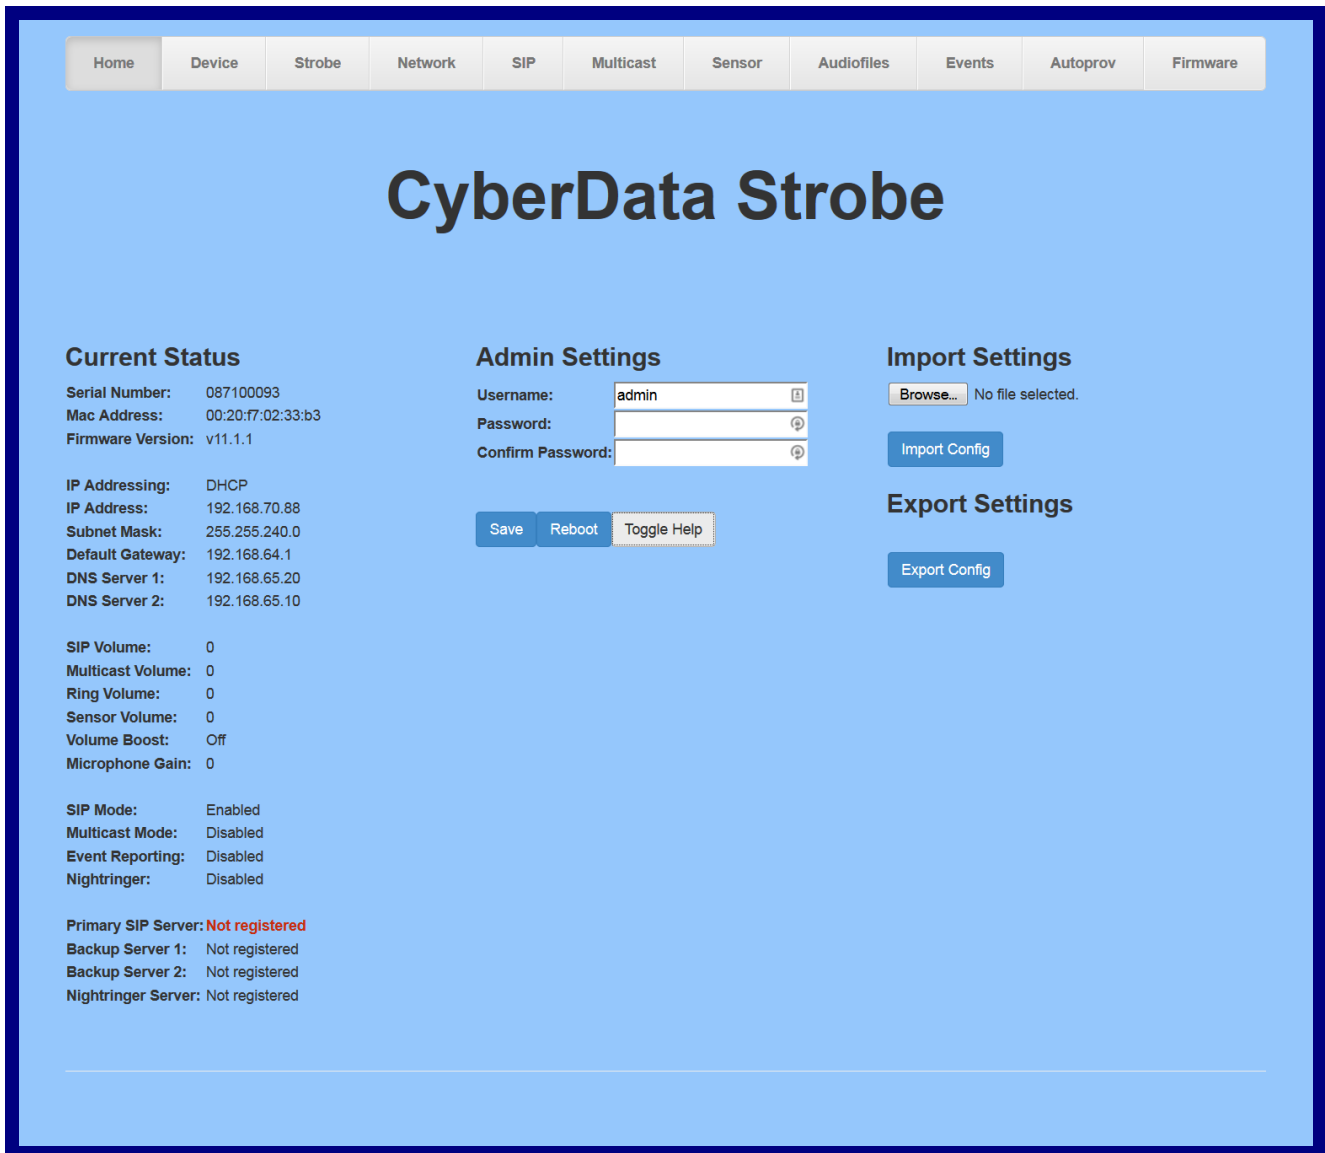 Home Device Strobe Network SIP Multicast Sensor Audiofiles Events Autoprov Firmware
CyberData Strobe
Current Status
Serial Number: 087100093
Mac Address: 00:20:f7:02:33:b3
Firmware Version: v11.1.1
IP Addressing: DHCP
IP Address: 192.168.70.88
Subnet Mask: 255.255.240.0
Default Gateway: 192.168.64.1
DNS Server 1: 192.168.65.20
DNS Server 2: 192.168.65.10
SIP Volume: 0
Multicast Volume: 0
Ring Volume: 0
Sensor Volume: 0
Volume Boost: Off
Microphone Gain: 0
SIP Mode: Enabled
Multicast Mode: Disabled
Event Reporting: Disabled
Nightringer: Disabled
Primary SIP Server: Not registered
Backup Server 1: Not registered
Backup Server 2: Not registered
Nightringer Server: Not registered
Admin Settings
Username: admin
Password:
Confirm Password:
Save Reboot Toggle Help
Import Settings
Browse... No file selected.
Import Config
Export Settings
Export Config